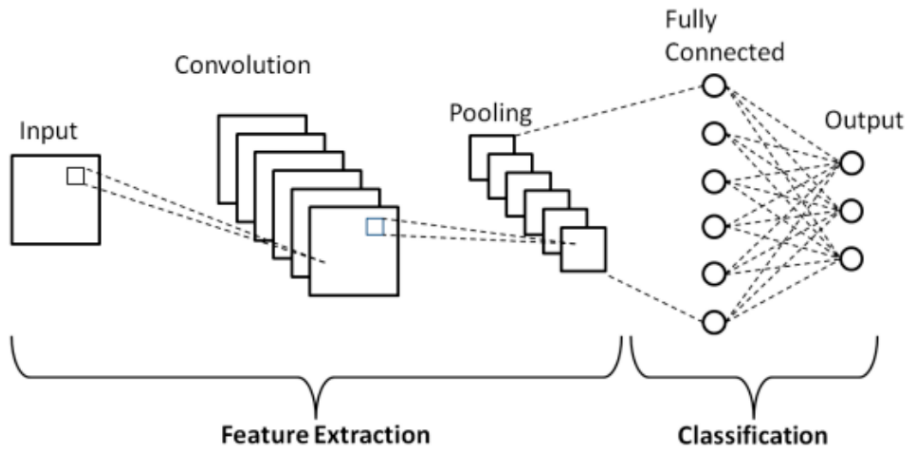 Input
Convolution
Pooling
Fully
Connected
Output
Feature Extraction
Classification